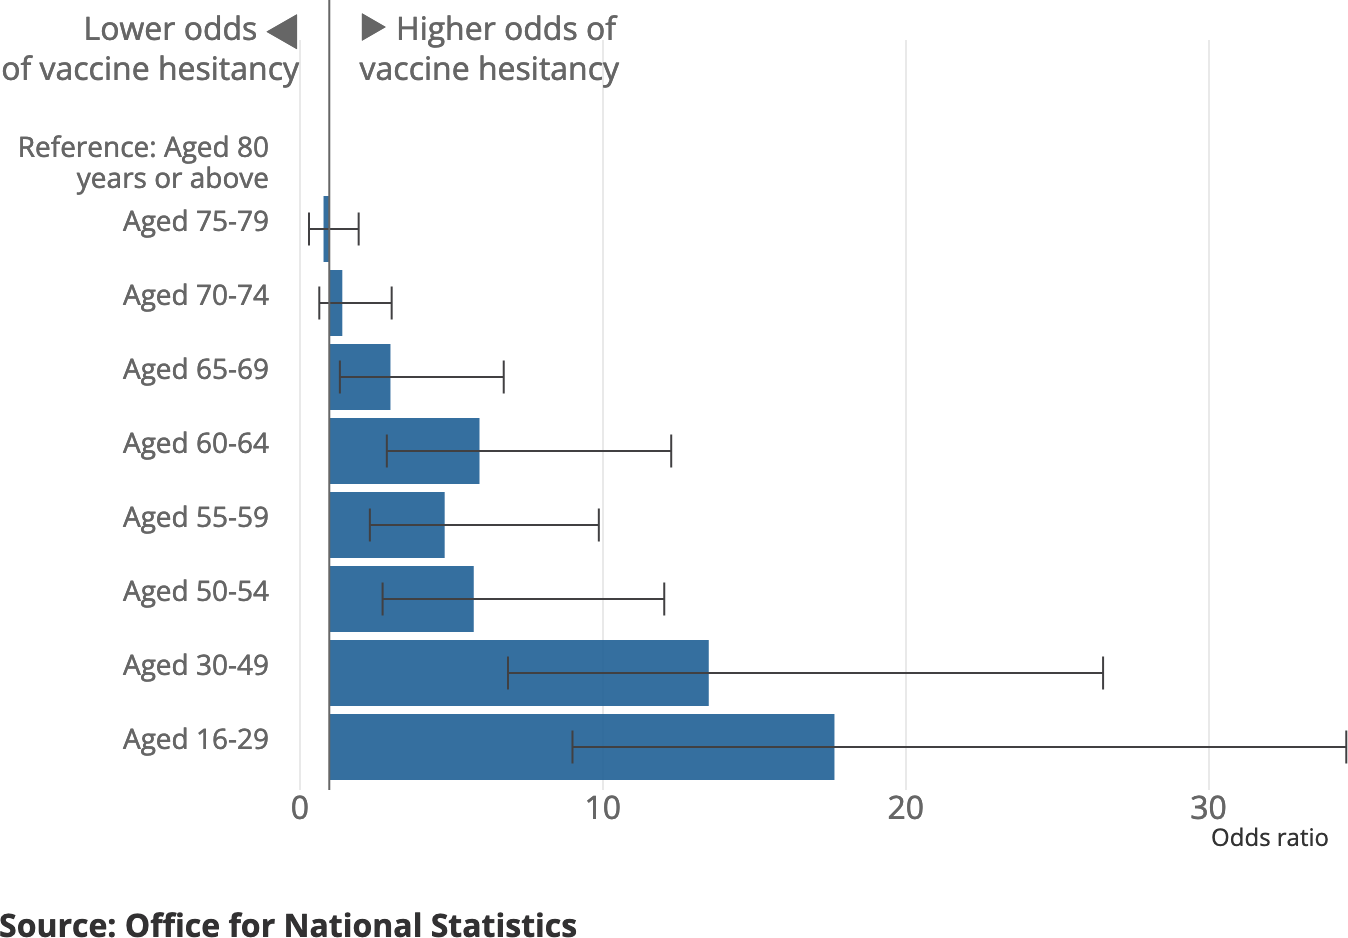 Lower odds
of vaccine hesitancy
Higher odds of
vaccine hesitancy
Reference: Aged 80
years or above
Aged 75-79
Aged 70-74
Aged 65-69
Aged 60-64
Aged 55-59
Aged 50-54
Aged 30-49
Aged 16-29
0 10 20 30
Odds ratio
Source: Office for National Statistics